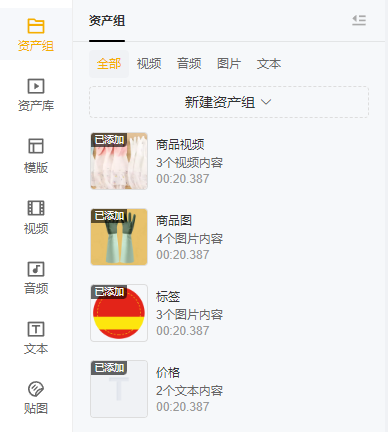 资产组
资产库
模版
视频
音频
文本
贴图
资产组
全部 视频 音频 图片 文本
新建资产组
已添加
商品视频
3个视频内容
00:20.387
已添加
商品图
4个图片内容
00:20.387
已添加
标签
3个图片内容
00:20.387
已添加
价格
2个文本内容
00:20.387